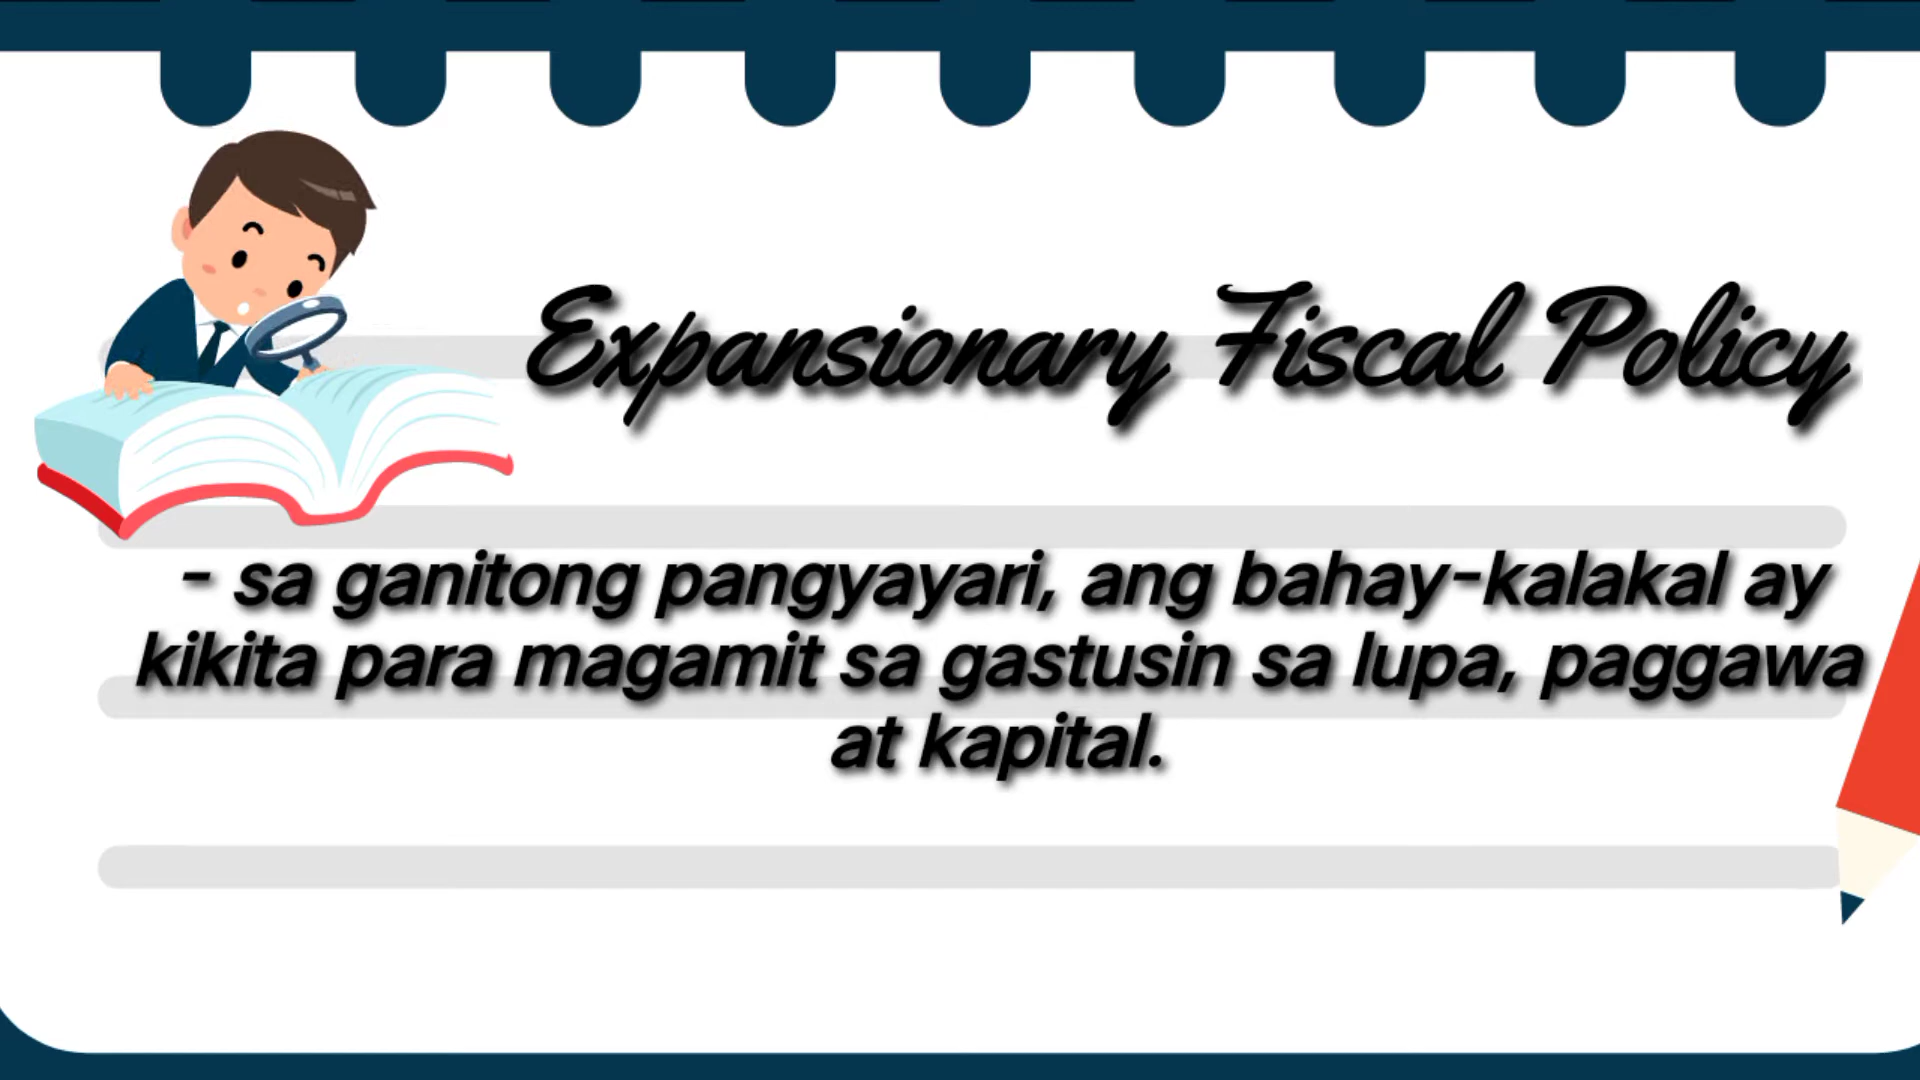 Expansionary Fiscal Policy
- sa ganitong pangyayari, ang bahay-kalakal ay
kikita para magamit sa gastusin sa lupa, paggawa
at kapital.